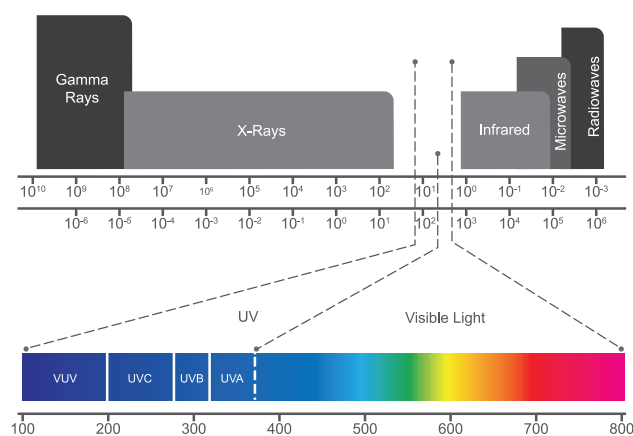 Gamma
Rays
X-Rays
Infrared
Microwaves
Radiowaves
10¹⁰ 10⁹ 10⁸ 10⁷ 10⁶ 10⁵ 10⁴ 10³ 10² 10¹ 10⁰ 10⁻¹ 10⁻² 10⁻³
10⁻⁶ 10⁻⁵ 10⁻⁴ 10⁻³ 10⁻² 10⁻¹ 10⁰ 10¹ 10² 10³ 10⁴ 10⁵ 10⁶
UV
Visible Light
VUV UVC UVB UVA
100 200 300 400 500 600 700 800